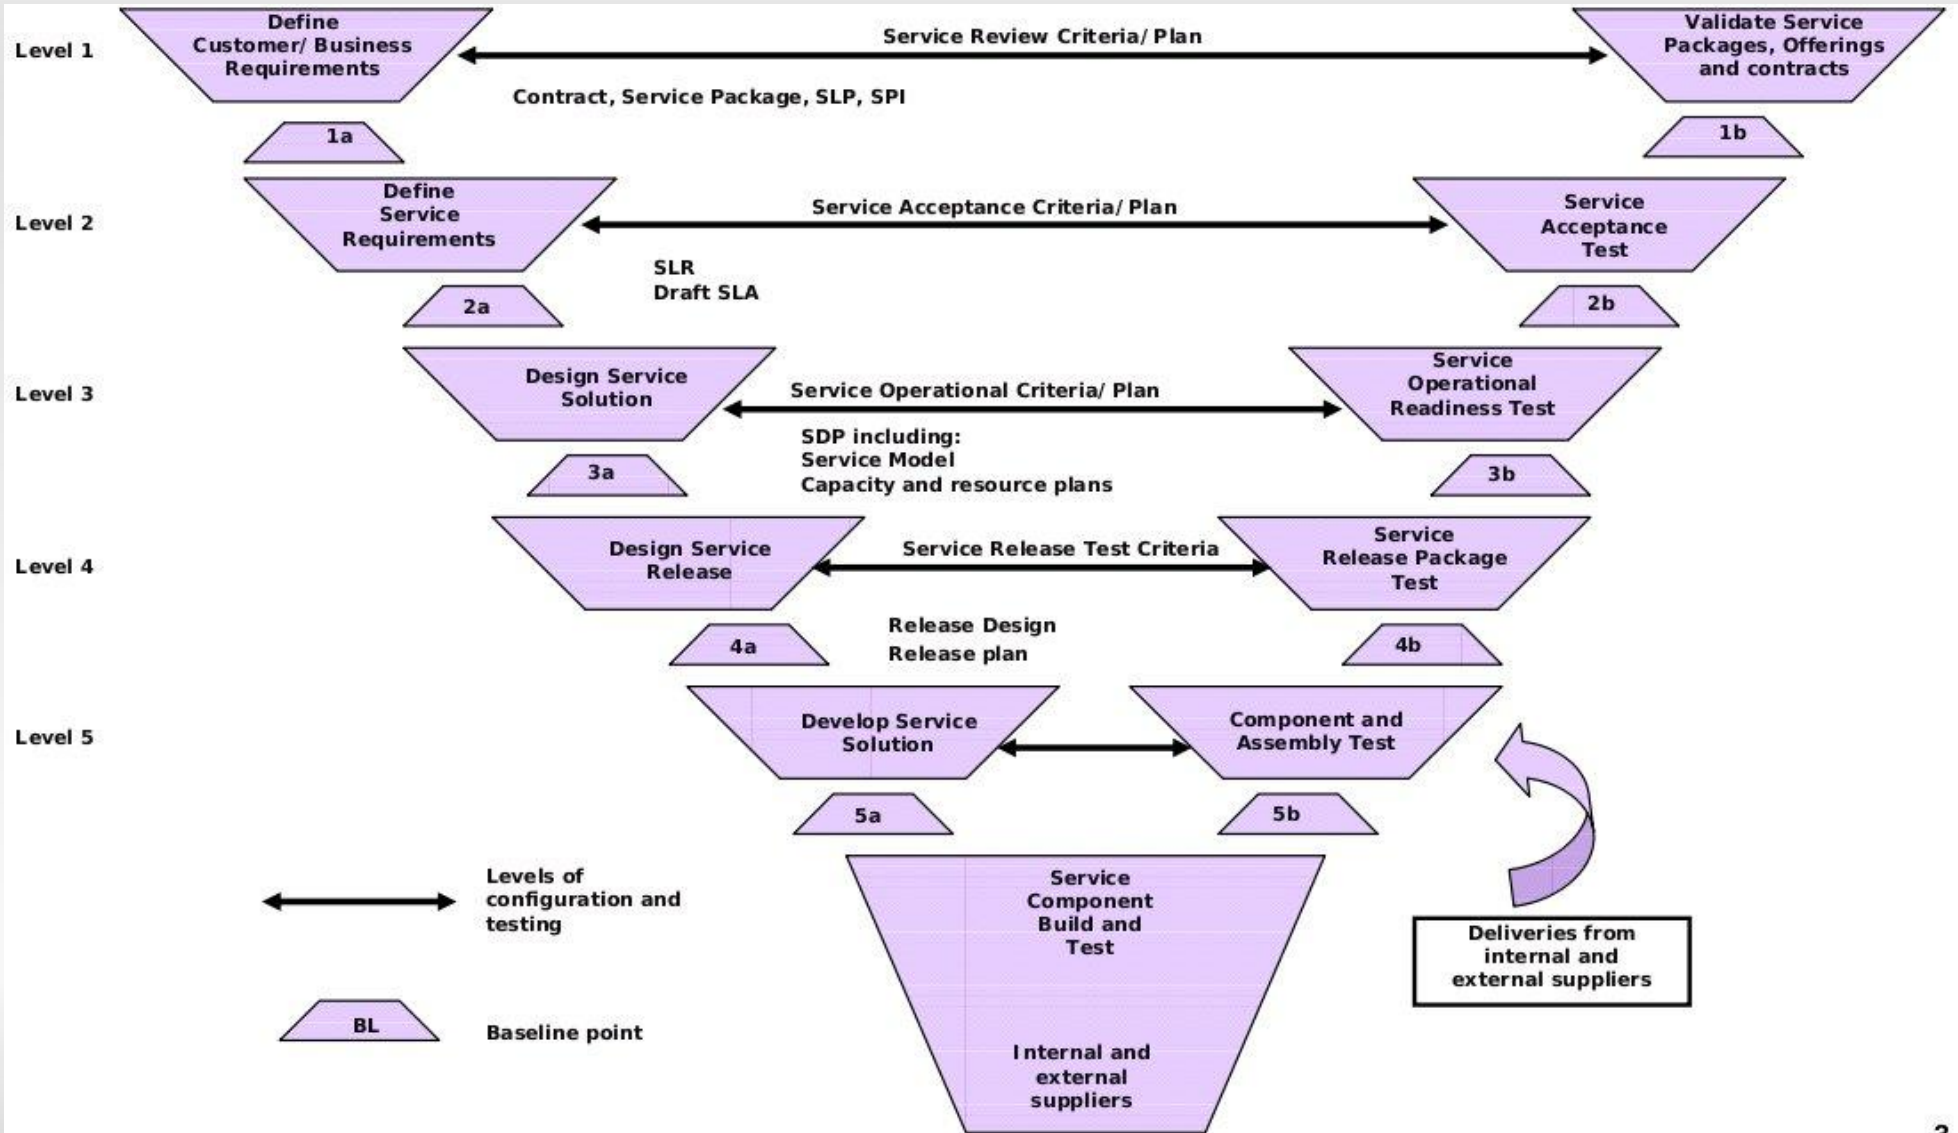 Level 1
Define
Customer/ Business
Requirements
Service Review Criteria/ Plan
Contract, Service Package, SLP, SPI
Validate Service
Packages, Offerings
and contracts
1a
1b
Level 2
Define
Service
Requirements
Service Acceptance Criteria/ Plan
SLR
Draft SLA
Service
Acceptance
Test
2a
2b
Level 3
Design Service
Solution
Service Operational Criteria/ Plan
SDP including:
Service Model
Capacity and resource plans
Service
Operational
Readiness Test
3a
3b
Level 4
Design Service
Release
Service Release Test Criteria
Release Design
Release plan
Service
Release Package
Test
4a
4b
Level 5
Develop Service
Solution
Component and
Assembly Test
5a
5b
Levels of
configuration and
testing
BL
Baseline point
Service
Component
Build and
Test
Internal and
external
suppliers
Deliveries from
internal and
external suppliers